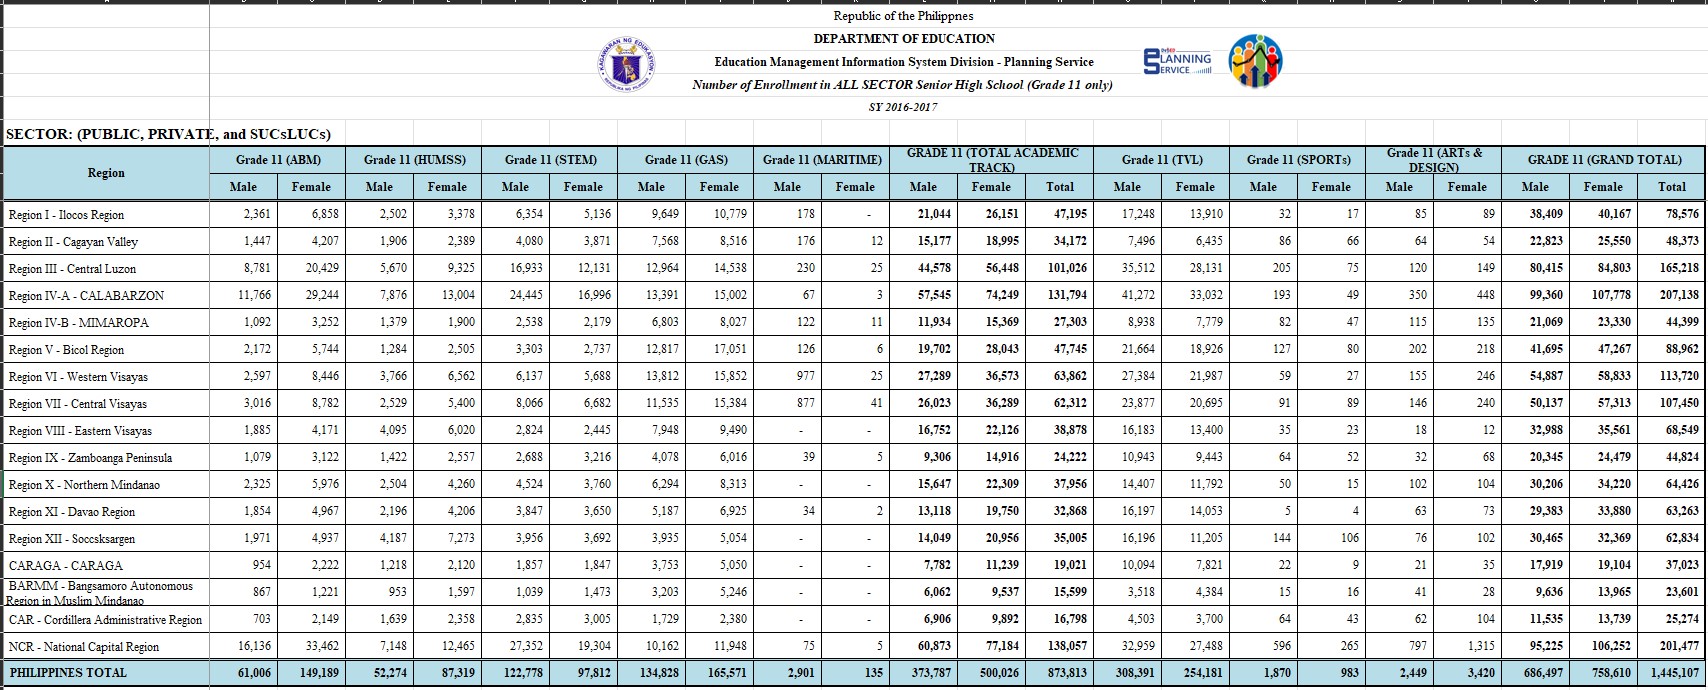 Republic of the Philippnes
DEPARTMENT OF EDUCATION
Education Management Information System Division - Planning Service
Number of Enrollment in ALL SECTOR Senior High School (Grade 11 only)
SY 2016-2017
DepED
PLANNING
SERVICE
SECTOR: (PUBLIC, PRIVATE, and SUCsLUCs)
Region Grade 11 (ABM) Grade 11 (HUMSS) Grade 11 (STEM) Grade 11 (GAS) Grade 11 (MARITIME) GRADE 11 (TOTAL ACADEMIC TRACK) Grade 11 (TVL) Grade 11 (SPORTs) Grade 11 (ARTs & DESIGN) GRADE 11 (GRAND TOTAL)
Male Female Male Female Male Female Male Female Male Female Male Female Total Male Female Male Female Male Female Male Female Total
Region I - Ilocos Region 2,361 6,858 2,502 3,378 6,354 5,136 9,649 10,779 178 - 21,044 26,151 47,195 17,248 13,910 32 17 85 89 38,409 40,167 78,576
Region II - Cagayan Valley 1,447 4,207 1,906 2,389 4,080 3,871 7,568 8,516 176 12 15,177 18,995 34,172 7,496 6,435 86 66 64 54 22,823 25,550 48,373
Region III - Central Luzon 8,781 20,429 5,670 9,325 16,933 12,131 12,964 14,538 230 25 44,578 56,448 101,026 35,512 28,131 205 75 120 149 80,415 84,803 165,218
Region IV-A - CALABARZON 11,766 29,244 7,876 13,004 24,445 16,996 13,391 15,002 67 3 57,545 74,249 131,794 41,272 33,032 193 49 350 448 99,360 107,778 207,138
Region IV-B - MIMAROPA 1,092 3,252 1,379 1,900 2,538 2,179 6,803 8,027 122 11 11,934 15,369 27,303 8,938 7,779 82 47 115 135 21,069 23,330 44,399
Region V - Bicol Region 2,172 5,744 1,284 2,505 3,303 2,737 12,817 17,051 126 6 19,702 28,043 47,745 21,664 18,926 127 80 202 218 41,695 47,267 88,962
Region VI - Western Visayas 2,597 8,446 3,766 6,562 6,137 5,688 13,812 15,852 977 25 27,289 36,573 63,862 27,384 21,987 59 27 155 246 54,887 58,833 113,720
Region VII - Central Visayas 3,016 8,782 2,529 5,400 8,066 6,682 11,535 15,384 877 41 26,023 36,289 62,312 23,877 20,695 91 89 146 240 50,137 57,313 107,450
Region VIII - Eastern Visayas 1,885 4,171 4,095 6,020 2,824 2,445 7,948 9,490 - - 16,752 22,126 38,878 16,183 13,400 35 23 18 12 32,988 35,561 68,549
Region IX - Zamboanga Peninsula 1,079 3,122 1,422 2,557 2,688 3,216 4,078 6,016 39 5 9,306 14,916 24,222 10,943 9,443 64 52 32 68 20,345 24,479 44,824
Region X - Northern Mindanao 2,325 5,976 2,504 4,260 4,524 3,760 6,294 8,313 - - 15,647 22,309 37,956 14,407 11,792 50 15 102 104 30,206 34,220 64,426
Region XI - Davao Region 1,854 4,967 2,196 4,206 3,847 3,650 5,187 6,925 34 2 13,118 19,750 32,868 16,197 14,053 5 4 63 73 29,383 33,880 63,263
Region XII - Soccsksargen 1,971 4,937 4,187 7,273 3,956 3,692 3,935 5,054 - - 14,049 20,956 35,005 16,196 11,205 144 106 76 102 30,465 32,369 62,834
CARAGA - CARAGA 954 2,222 1,218 2,120 1,857 1,847 3,753 5,050 - - 7,782 11,239 19,021 10,094 7,821 22 9 21 35 17,919 19,104 37,023
BARMM - Bangsamoro Autonomous Region in Muslim Mindanao 867 1,221 953 1,597 1,039 1,473 3,203 5,246 - - 6,062 9,537 15,599 3,518 4,384 15 16 41 28 9,636 13,965 23,601
CAR - Cordillera Administrative Region 703 2,149 1,639 2,358 2,835 3,005 1,729 2,380 - - 6,906 9,892 16,798 4,503 3,700 64 43 62 104 11,535 13,739 25,274
NCR - National Capital Region 16,136 33,462 7,148 12,465 27,352 19,304 10,162 11,948 75 5 60,873 77,184 138,057 32,959 27,488 596 265 797 1,315 95,225 106,252 201,477
PHILIPPINES TOTAL 61,006 149,189 52,274 87,319 122,778 97,812 134,828 165,571 2,901 135 373,787 500,026 873,813 308,391 254,181 1,870 983 2,449 3,420 686,497 758,610 1,445,107